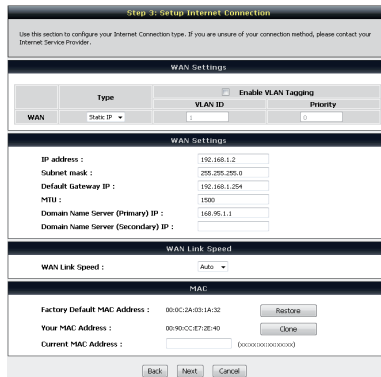 Step 3: Setup Internet Connection
Use this section to configure your Internet Connection type. If you are unsure of your connection method, please contact your
Internet Service Provider.
WAN Settings
Type
Enable VLAN Tagging
VLAN ID Priority
WAN Static IP 1 0
WAN Settings
IP address : 192.168.1.2
Subnet mask : 255.255.255.0
Default Gateway IP : 192.168.1.254
MTU : 1500
Domain Name Server (Primary) IP : 168.95.1.1
Domain Name Server (Secondary) IP :
WAN Link Speed
WAN Link Speed : Auto
MAC
Factory Default MAC Address : 00:0C:2A:03:1A:32 Restore
Your MAC Address : 00:90:CC:E7:2E:40 Clone
Current MAC Address : (xx:xx:xx:xx:xx:xx)
Back Next Cancel